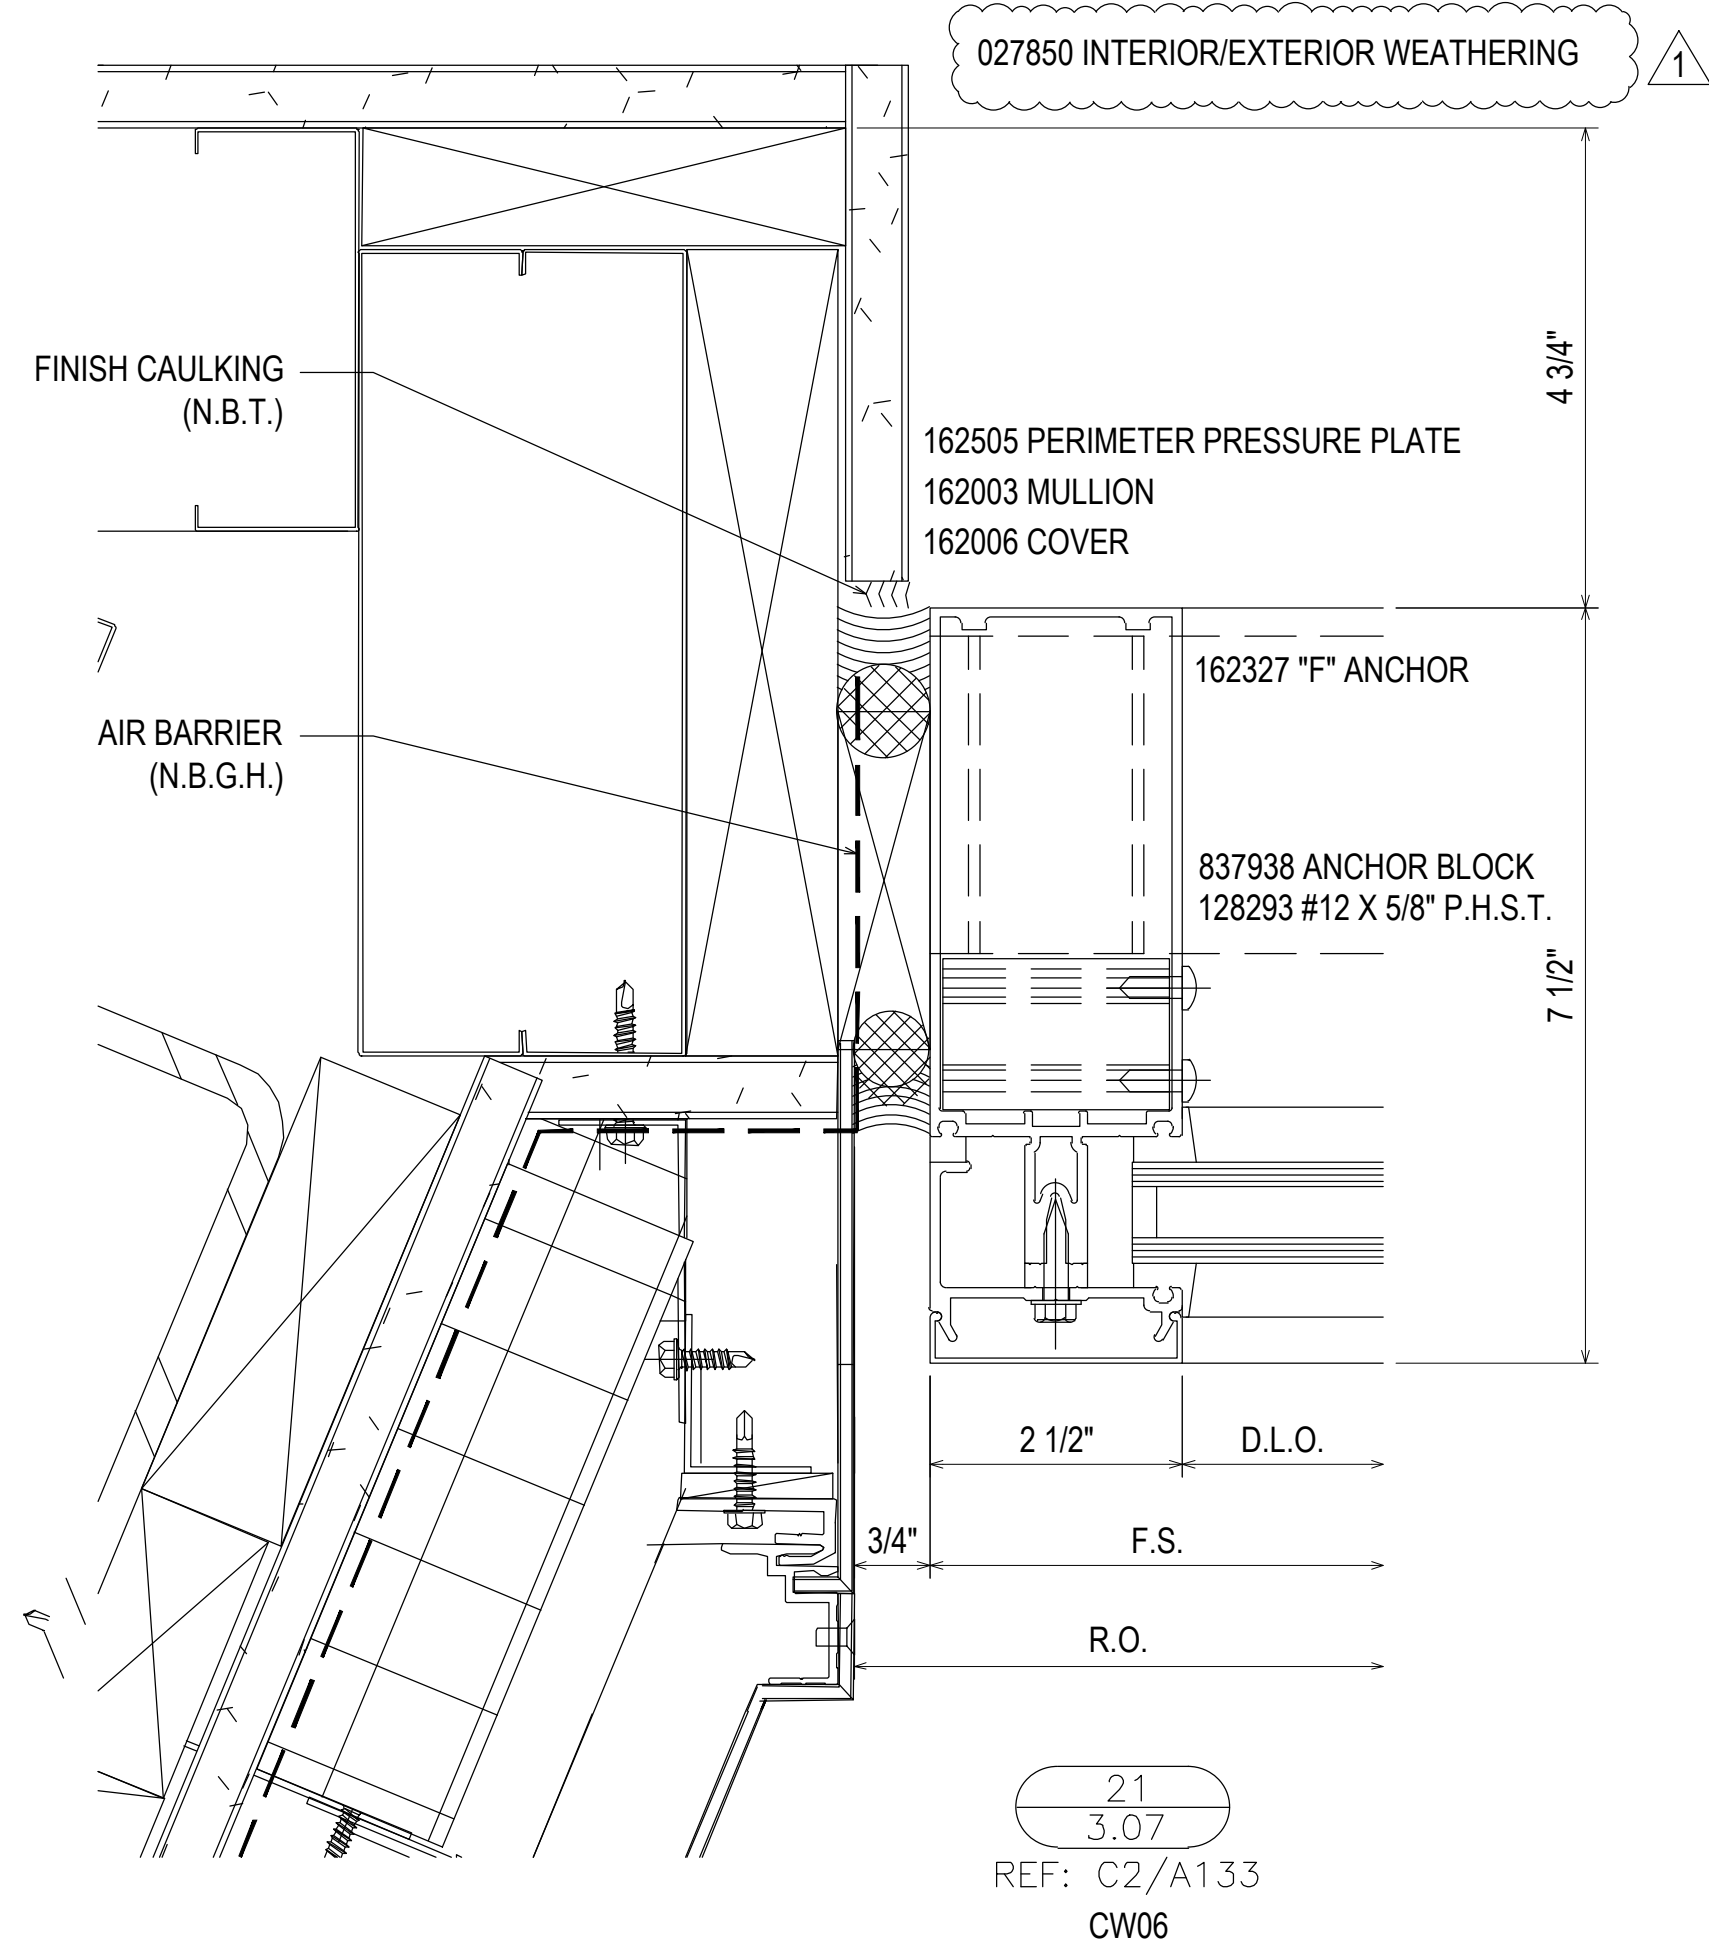 027850 INTERIOR/EXTERIOR WEATHERING
1
4 3/4"
FINISH CAULKING
(N.B.T.)
162505 PERIMETER PRESSURE PLATE
162003 MULLION
162006 COVER
162327 "F" ANCHOR
AIR BARRIER
(N.B.G.H.)
837938 ANCHOR BLOCK
128293 #12 X 5/8" P.H.S.T.
7 1/2"
2 1/2"
D.L.O.
3/4"
F.S.
R.O.
21
3.07
REF: C2/A133
CW06